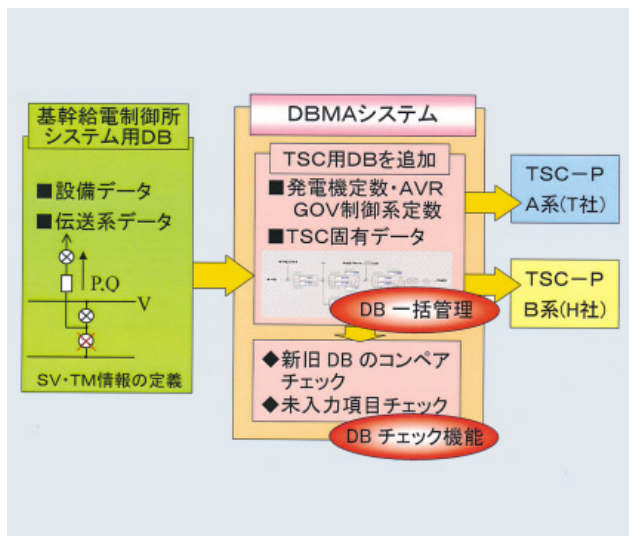 基幹給電制御所
システム用DB
■設備データ
■伝送系データ
P,Q
V
SV・TM情報の定義
DBMAシステム
TSC用DBを追加
■発電機定数・AVR
GOV制御系定数
■TSC固有データ
DB 一括管理
◆新旧 DB のコンペア
チェック
◆未入力項目チェック
DB チェック機能
TSC－P
A系(T社)
TSC－P
B系(H社)